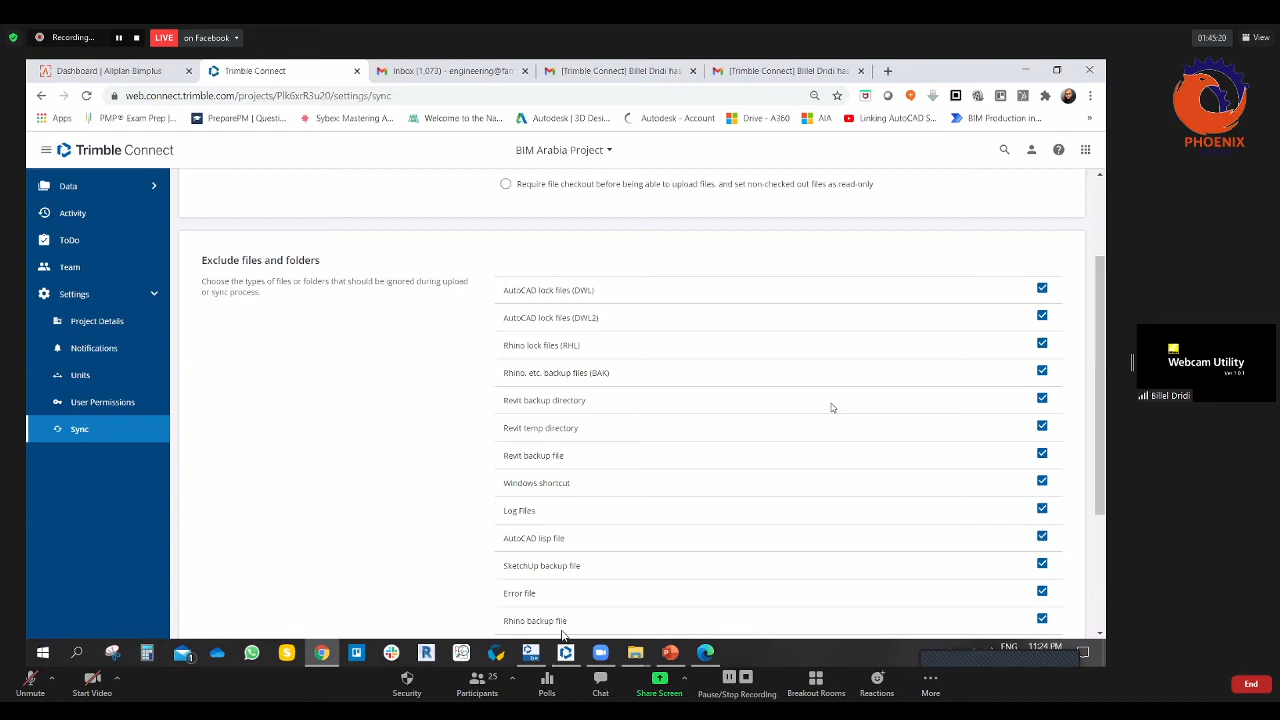 Recording...
LIVE
on Facebook
01:45:20
View
Dashboard | Allplan Bimplus
Trimble Connect
Inbox (1,073) - engineering@far
[Trimble Connect] Billel Dridi has
[Trimble Connect] Billel Dridi has
web.connect.trimble.com/projects/Plk6xrR3u20/settings/sync
Apps
PMP® Exam Prep |...
PreparePM | Questi...
Sybex: Mastering A...
Welcome to the Na...
Autodesk | 3D Desi...
Autodesk - Account
Drive - A360
AIA
Linking AutoCAD S...
BIM Production in...
PHOENIX
Trimble Connect
BIM Arabia Project
Data
Activity
ToDo
Team
Settings
Project Details
Notifications
Units
User Permissions
Sync
Require file checkout before being able to upload files, and set non-checked out files as read-only
Exclude files and folders
Choose the types of files or folders that should be ignored during upload
or sync process.
AutoCAD lock files (DWL)
AutoCAD lock files (DWL2)
Rhino lock files (RHL)
Rhino, etc. backup files (BAK)
Revit backup directory
Revit temp directory
Revit backup file
Windows shortcut
Log Files
AutoCAD lisp file
SketchUp backup file
Error file
Rhino backup file
Webcam Utility
Ver 1.0.1
Billel Dridi
ENG
11:24 PM
Unmute
Start Video
Security
Participants
25
Polls
Chat
Share Screen
Pause/Stop Recording
Breakout Rooms
Reactions
More
End